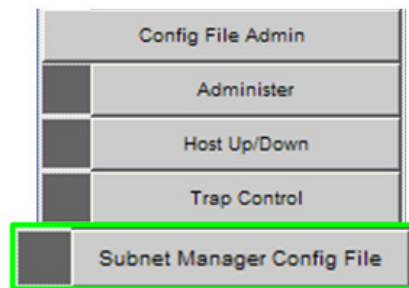 Config File Admin
Administer
Host Up/Down
Trap Control
Subnet Manager Config File